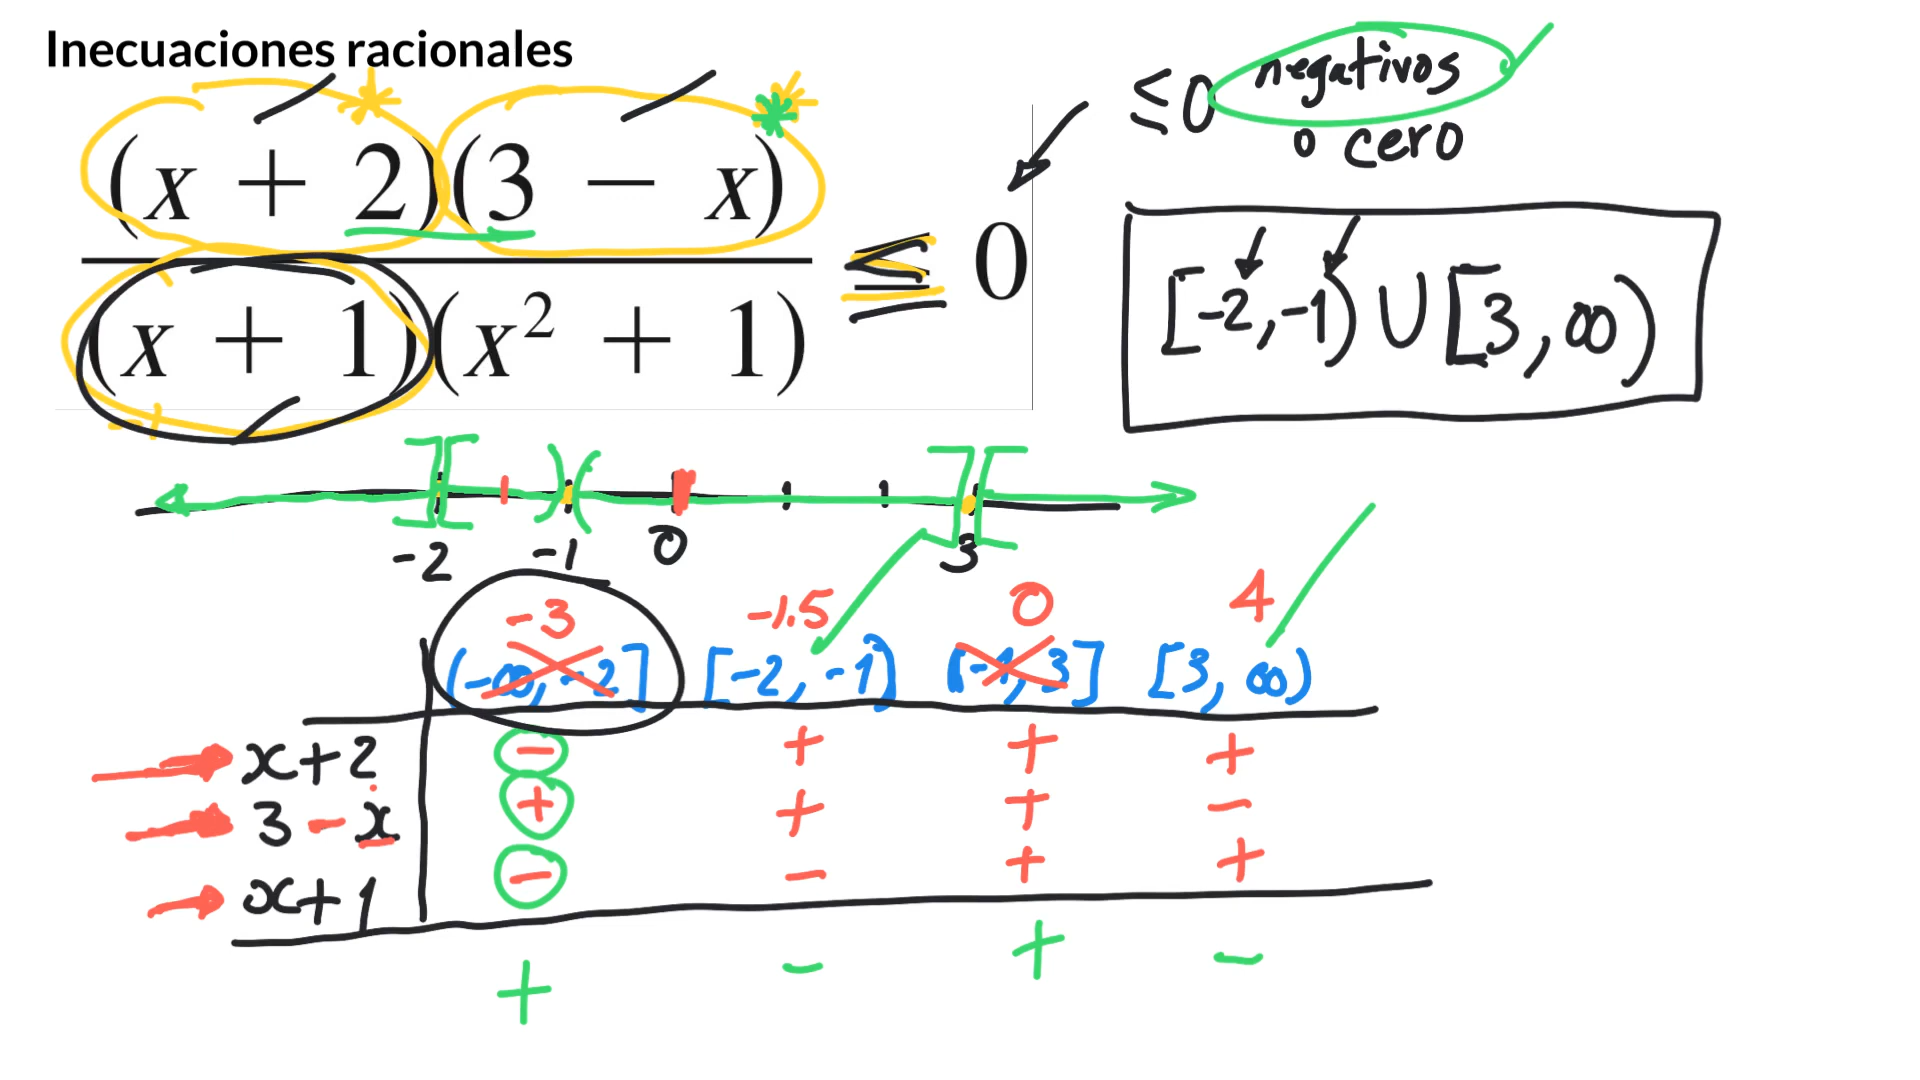 Inecuaciones racionales
(x + 2)(3 − x)
(x + 1)(x² + 1)
≤ 0
≤0 negativos
o cero
[-2,-1) ∪ [3, ∞)
-2 -1 0 3
-3 -1.5 0 4
(-∞, -2] [-2, -1) (-1, 3] [3, ∞)
x+2 − + + +
3-x + + + −
x+1 − − + +
+ − + −